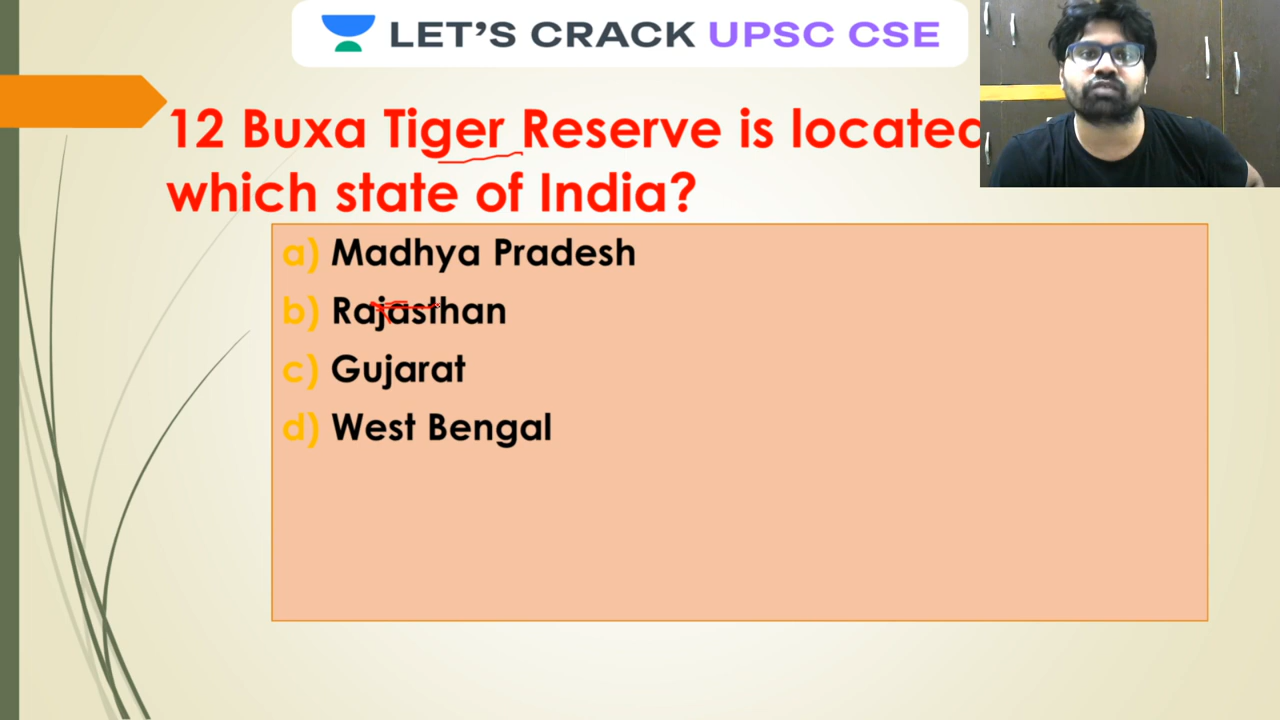 LET'S CRACK UPSC CSE
12 Buxa Tiger Reserve is located
which state of India?
a) Madhya Pradesh
b) Rajasthan
c) Gujarat
d) West Bengal